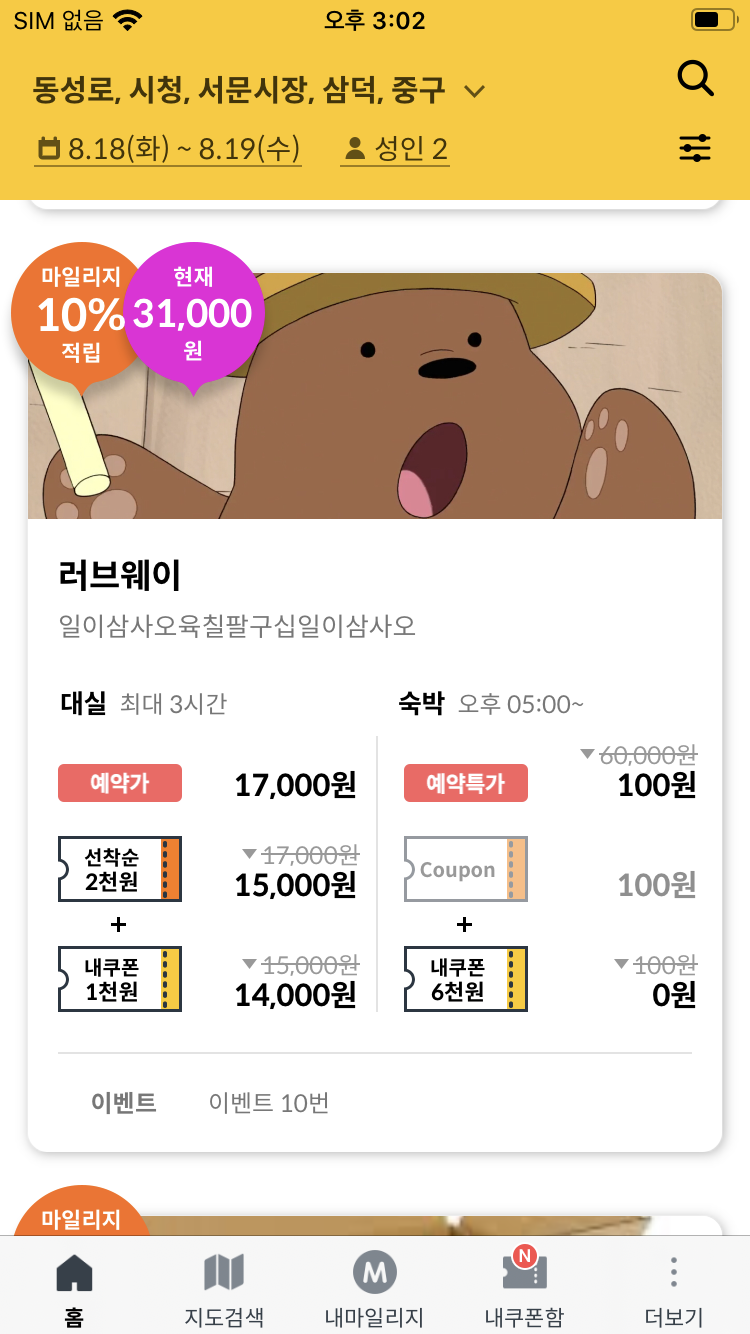 SIM 없음
오후 3:02
동성로, 시청, 서문시장, 삼덕, 중구
8.18(화) ~ 8.19(수)
성인 2
마일리지
10%
적립
현재
31,000
원
러브웨이
일이삼사오육칠팔구십일이삼사오
대실 최대 3시간
예약가 17,000원
선착순
2천원
17,000원
15,000원
+
내쿠폰
1천원
15,000원
14,000원
숙박 오후 05:00~
60,000원
예약특가 100원
Coupon 100원
+
내쿠폰
6천원
100원
0원
이벤트 이벤트 10번
마일리지
홈
지도검색
M
내마일리지
N
내쿠폰함
더보기